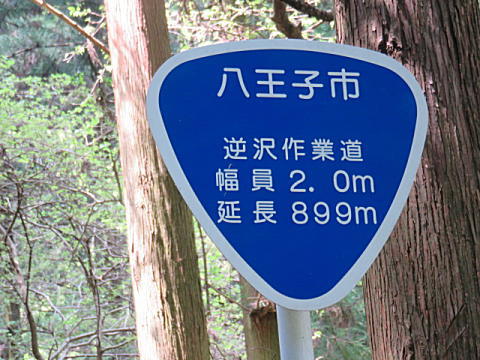 八王子市
逆沢作業道
幅員 2.0m
延長 899m